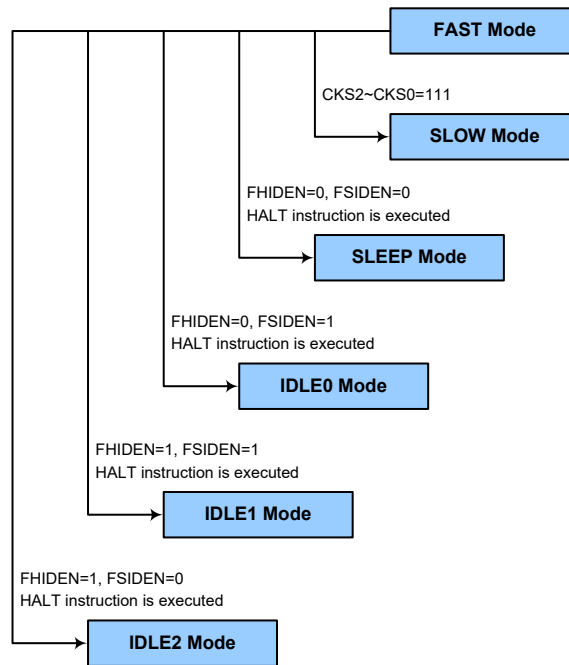 FAST Mode
CKS2~CKS0=111
SLOW Mode
FHIDEN=0, FSIDEN=0
HALT instruction is executed
SLEEP Mode
FHIDEN=0, FSIDEN=1
HALT instruction is executed
IDLE0 Mode
FHIDEN=1, FSIDEN=1
HALT instruction is executed
IDLE1 Mode
FHIDEN=1, FSIDEN=0
HALT instruction is executed
IDLE2 Mode